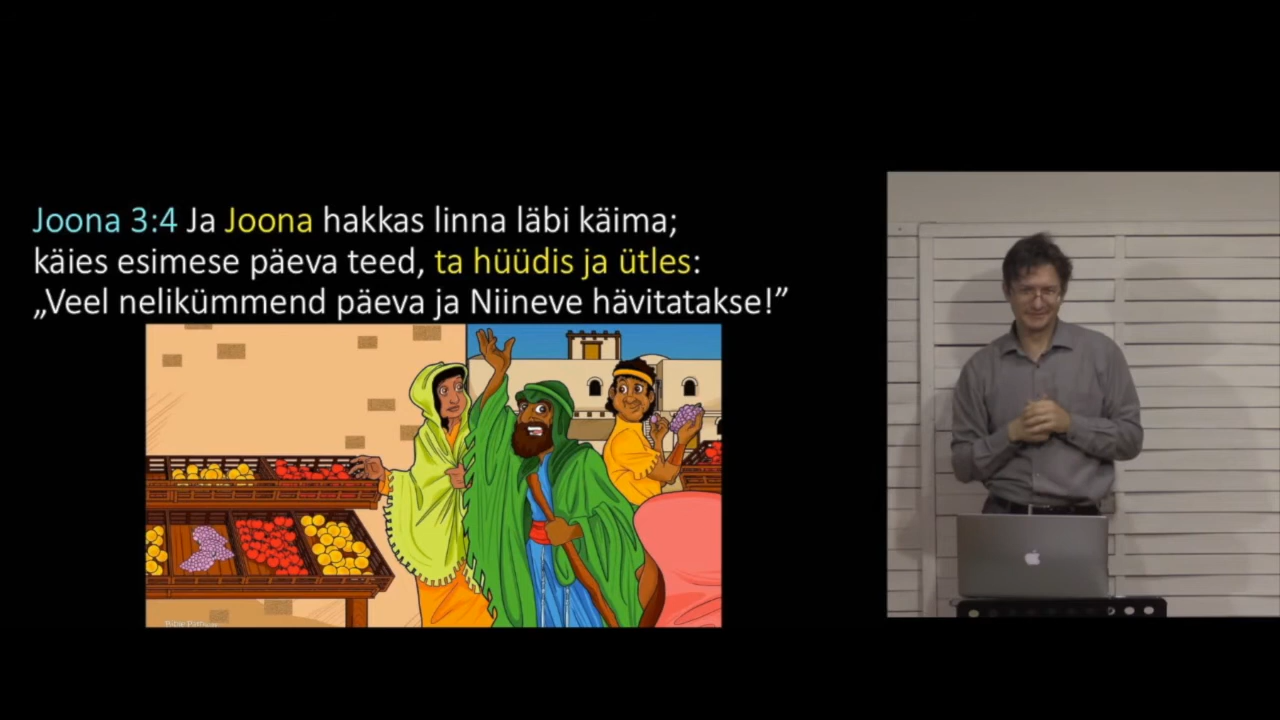 Joona 3:4 Ja Joona hakkas linna läbi käima;
käies esimese päeva teed, ta hüüdis ja ütles:
„Veel nelikümmend päeva ja Niineve hävitatakse!”